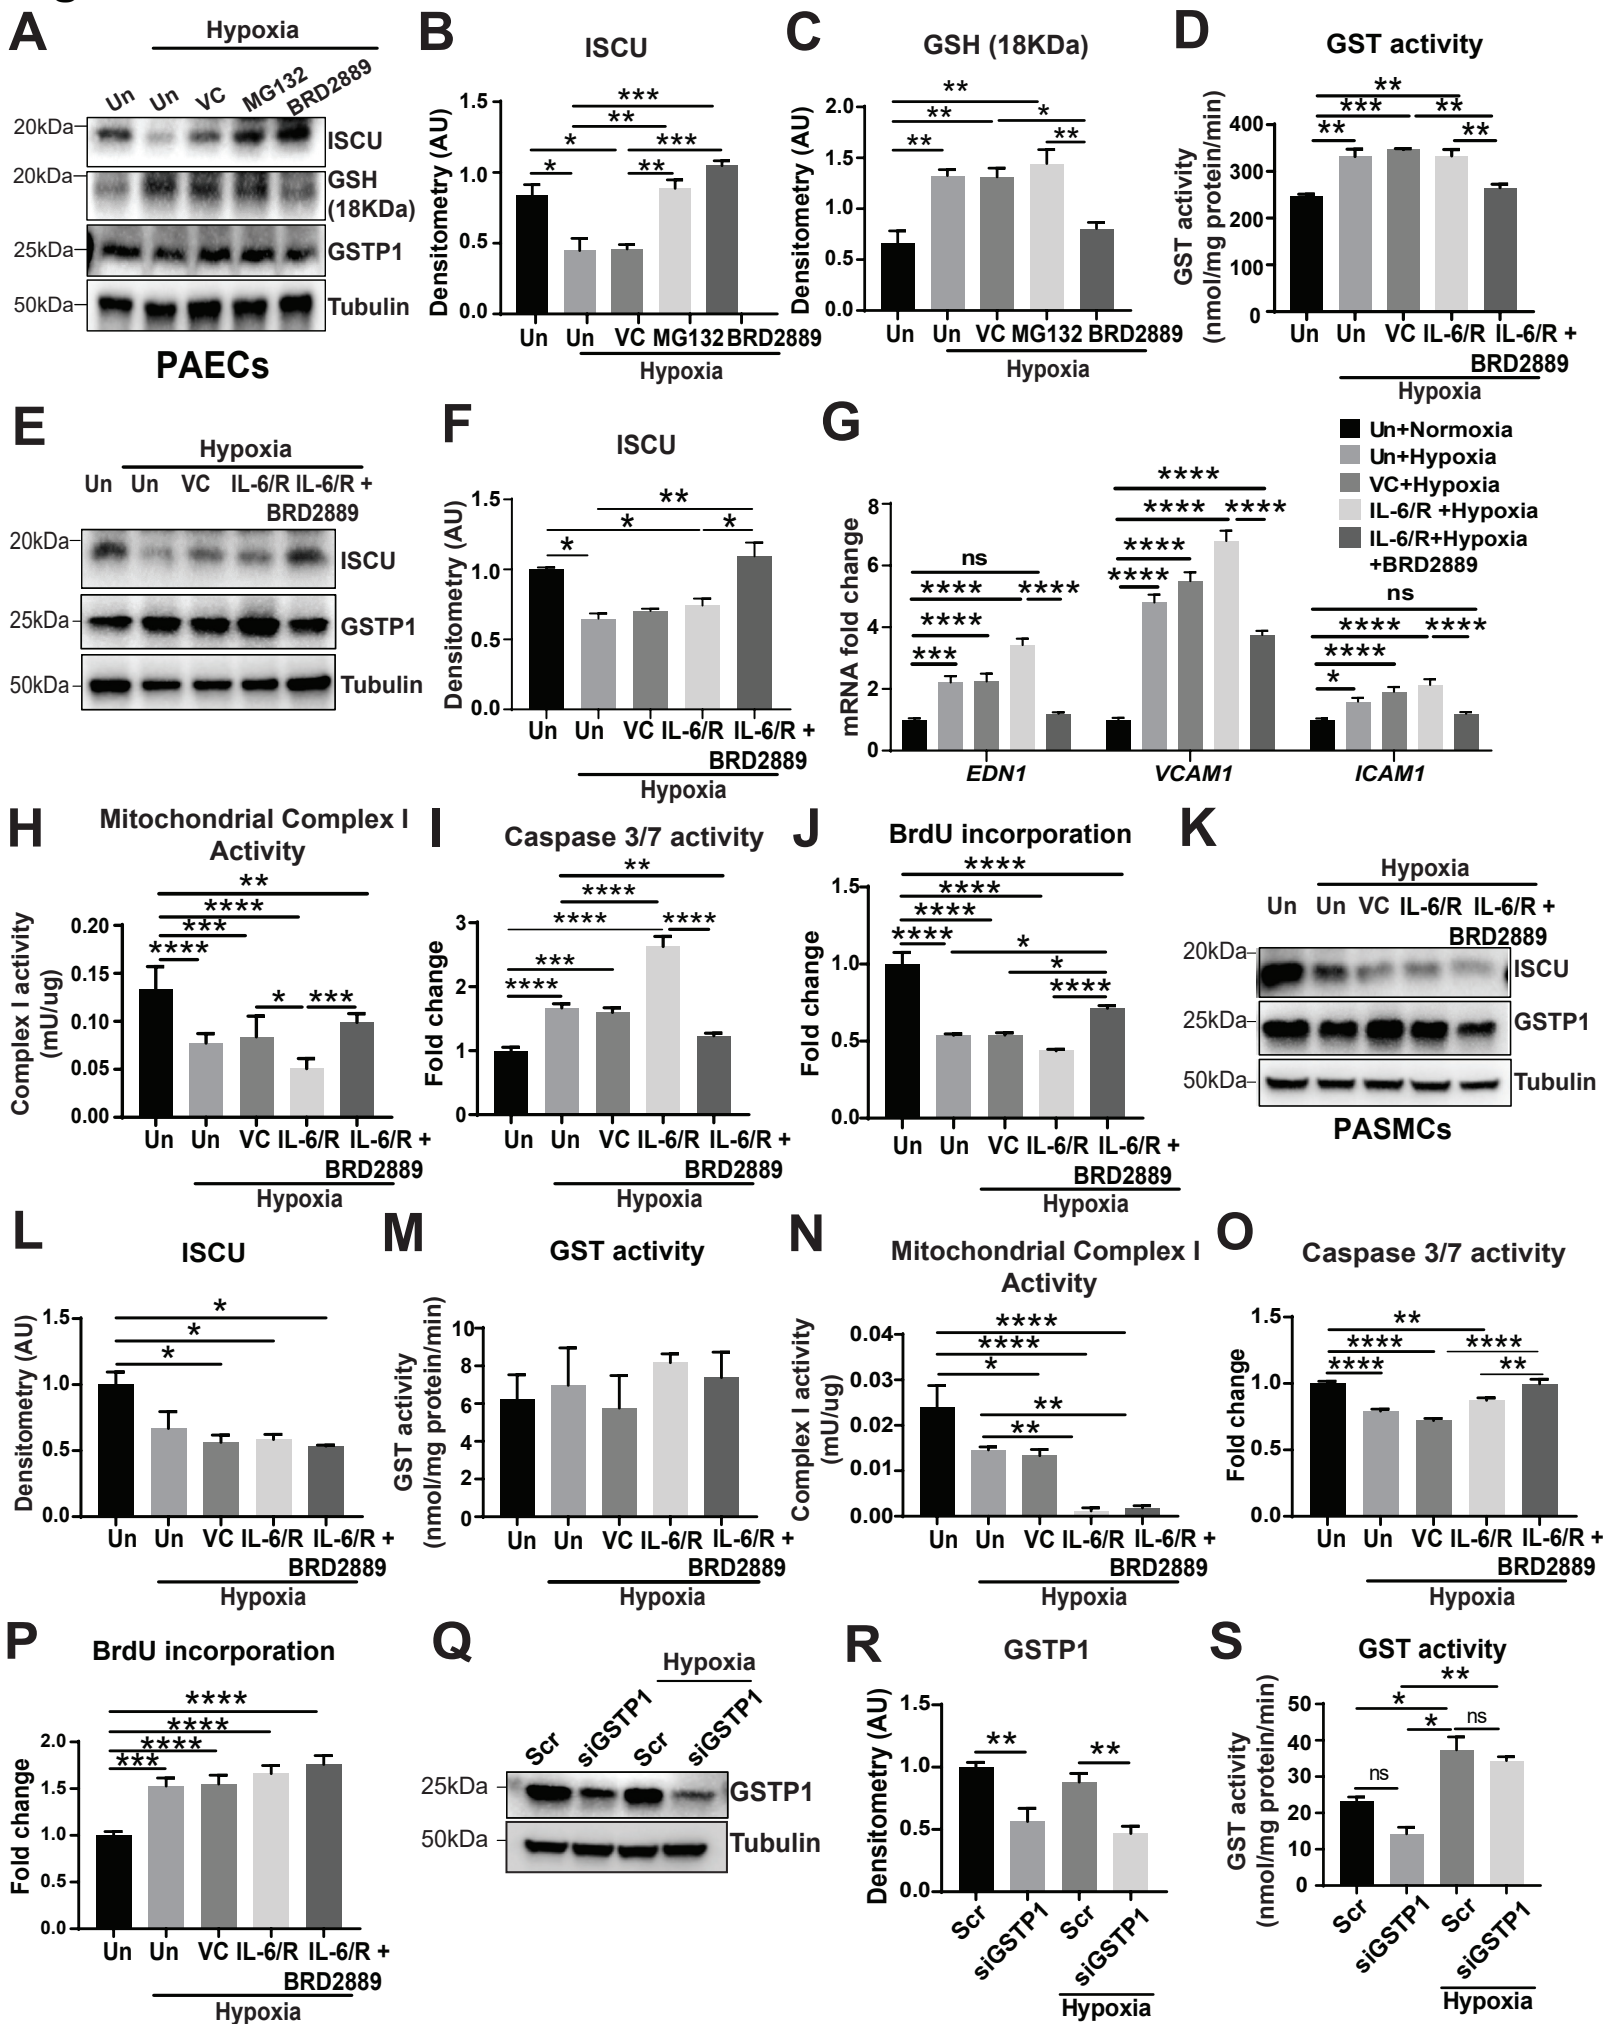 A
Hypoxia
Un Un VC MG132 BRD2889
20kDa
ISCU
20kDa
GSH
(18KDa)
25kDa
GSTP1
50kDa
Tubulin
PAECs
B
ISCU
Densitometry (AU)
1.5
1.0
0.5
0.0
***
**
* ***
* **
Un Un VC MG132 BRD2889
Hypoxia
C
GSH (18KDa)
Densitometry (AU)
2.0
1.5
1.0
0.5
0.0
**
** *
** **
Un Un VC MG132 BRD2889
Hypoxia
D
GST activity
GST activity
(nmol/mg protein/min)
400
300
200
100
0
**
*** **
** **
Un Un VC IL-6/R IL-6/R +
BRD2889
Hypoxia
E
Hypoxia
Un Un VC IL-6/R IL-6/R +
BRD2889
20kDa
ISCU
25kDa
GSTP1
50kDa
Tubulin
F
ISCU
Densitometry (AU)
1.5
1.0
0.5
0.0
**
* *
*
Un Un VC IL-6/R IL-6/R +
BRD2889
Hypoxia
G
Un+Normoxia
Un+Hypoxia
VC+Hypoxia
IL-6/R +Hypoxia
IL-6/R+Hypoxia
+BRD2889
mRNA fold change
8
6
4
2
0
ns
**** ****
****
***
****
**** ****
****
****
ns
**** ****
****
*
EDN1 VCAM1 ICAM1
H
Mitochondrial Complex I
Activity
Complex I activity
(mU/ug)
0.20
0.15
0.10
0.05
0.00
**
****
***
****
* ***
Un Un VC IL-6/R IL-6/R +
BRD2889
Hypoxia
I
Caspase 3/7 activity
Fold change
3
2
1
0
**
****
**** ****
***
****
Un Un VC IL-6/R IL-6/R +
BRD2889
Hypoxia
J
BrdU incorporation
Fold change
1.5
1.0
0.5
0.0
****
****
****
**** *
*
****
Un Un VC IL-6/R IL-6/R +
BRD2889
Hypoxia
K
Hypoxia
Un Un VC IL-6/R IL-6/R +
BRD2889
20kDa
ISCU
25kDa
GSTP1
50kDa
Tubulin
PASMCs
L
ISCU
Densitometry (AU)
1.5
1.0
0.5
0.0
*
*
*
Un Un VC IL-6/R IL-6/R +
BRD2889
Hypoxia
M
GST activity
GST activity
(nmol/mg protein/min)
10
8
6
4
2
0
Un Un VC IL-6/R IL-6/R +
BRD2889
Hypoxia
N
Mitochondrial Complex I
Activity
Complex I activity
(mU/ug)
0.04
0.03
0.02
0.01
0.00
****
****
*
**
**
Un Un VC IL-6/R IL-6/R +
BRD2889
Hypoxia
O
Caspase 3/7 activity
Fold change
1.5
1.0
0.5
0.0
**
**** ****
**** **
Un Un VC IL-6/R IL-6/R +
BRD2889
Hypoxia
P
BrdU incorporation
Fold change
2.0
1.5
1.0
0.5
0.0
****
****
****
***
Un Un VC IL-6/R IL-6/R +
BRD2889
Hypoxia
Q
Hypoxia
Scr siGSTP1 Scr siGSTP1
25kDa
GSTP1
50kDa
Tubulin
R
GSTP1
Densitometry (AU)
1.5
1.0
0.5
0.0
** **
Scr siGSTP1 Scr siGSTP1
Hypoxia
S
GST activity
GST activity
(nmol/mg protein/min)
50
40
30
20
10
0
**
*
* ns
ns
Scr siGSTP1 Scr siGSTP1
Hypoxia